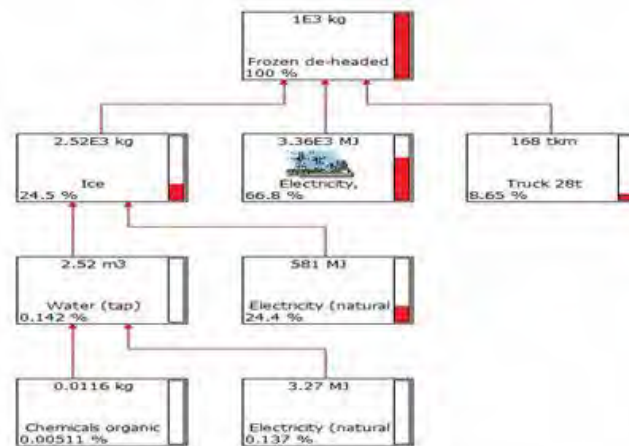 1E3 kg
Frozen de-headed
100 %
2.52E3 kg
Ice
24.5 %
3.36E3 MJ
Electricity,
66.8 %
168 tkm
Truck 28t
8.65 %
2.52 m3
Water (tap)
0.142 %
581 MJ
Electricity (natural
24.4 %
0.0116 kg
Chemicals organic
0.00511 %
3.27 MJ
Electricity (natural
0.137 %